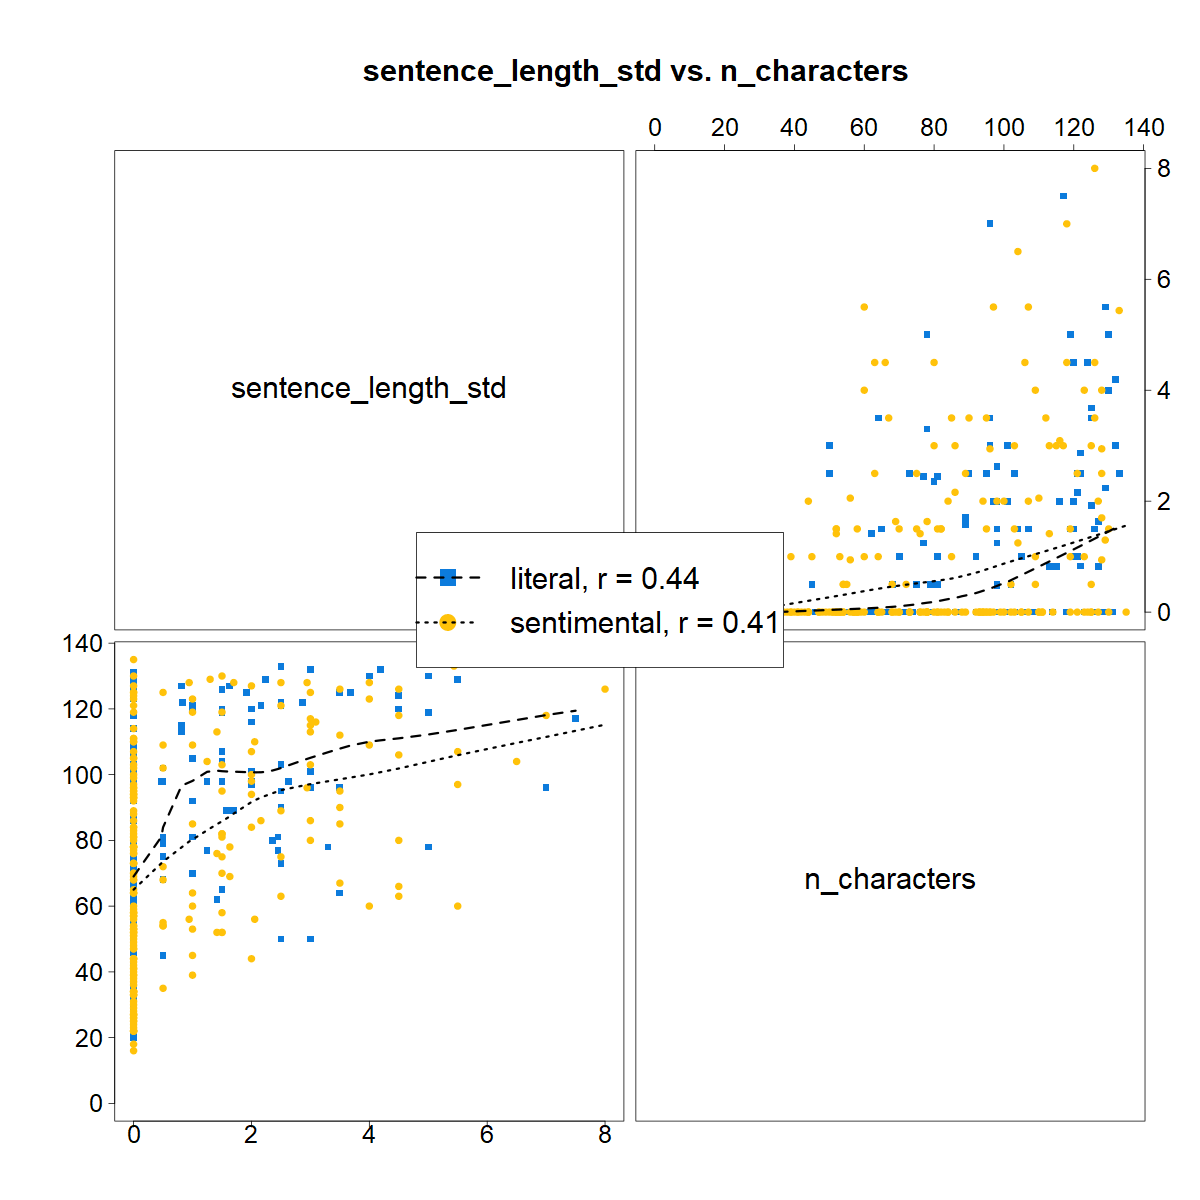 sentence_length_std vs. n_characters
0 20 40 60 80 100 120 140
8
6
sentence_length_std
4
2
literal, r = 0.44
sentimental, r = 0.41
0
140
120
100
80
n_characters
60
40
20
0
0 2 4 6 8